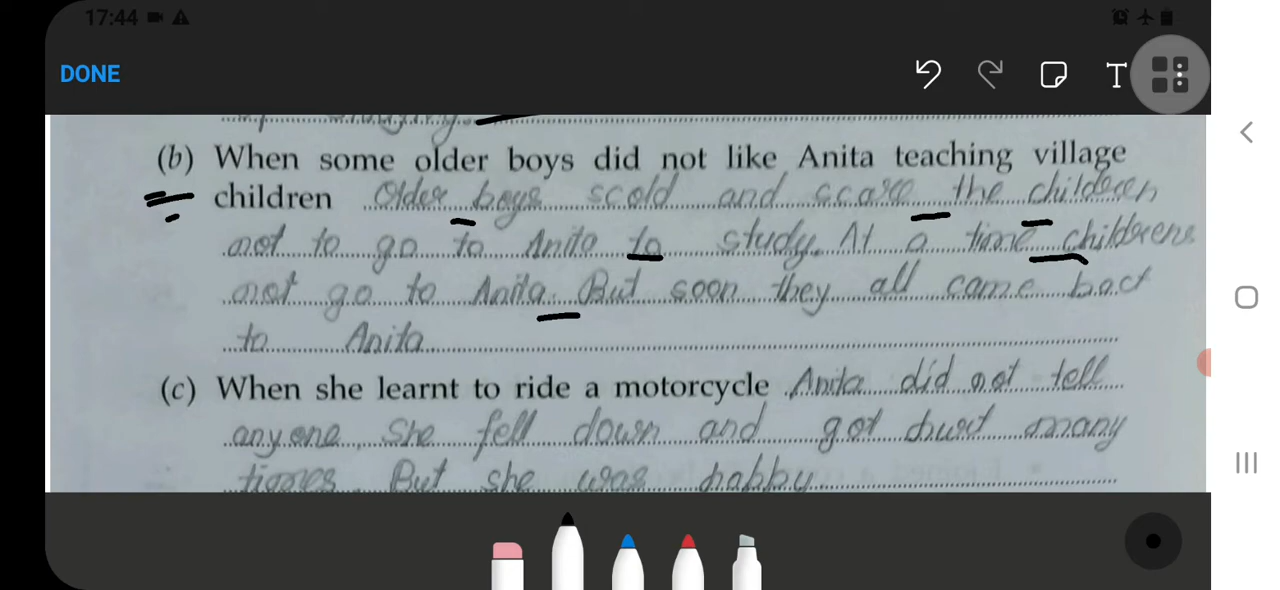 17:44
DONE
T
(b) When some older boys did not like Anita teaching village
children Older boys scold and scare the children
not to go to Anita to study. At a time childrens
not go to Anita. But soon they all came back
to Anita
(c) When she learnt to ride a motorcycle Anita did not tell
anyone, she fell down and got hurt many
times. But she was happy